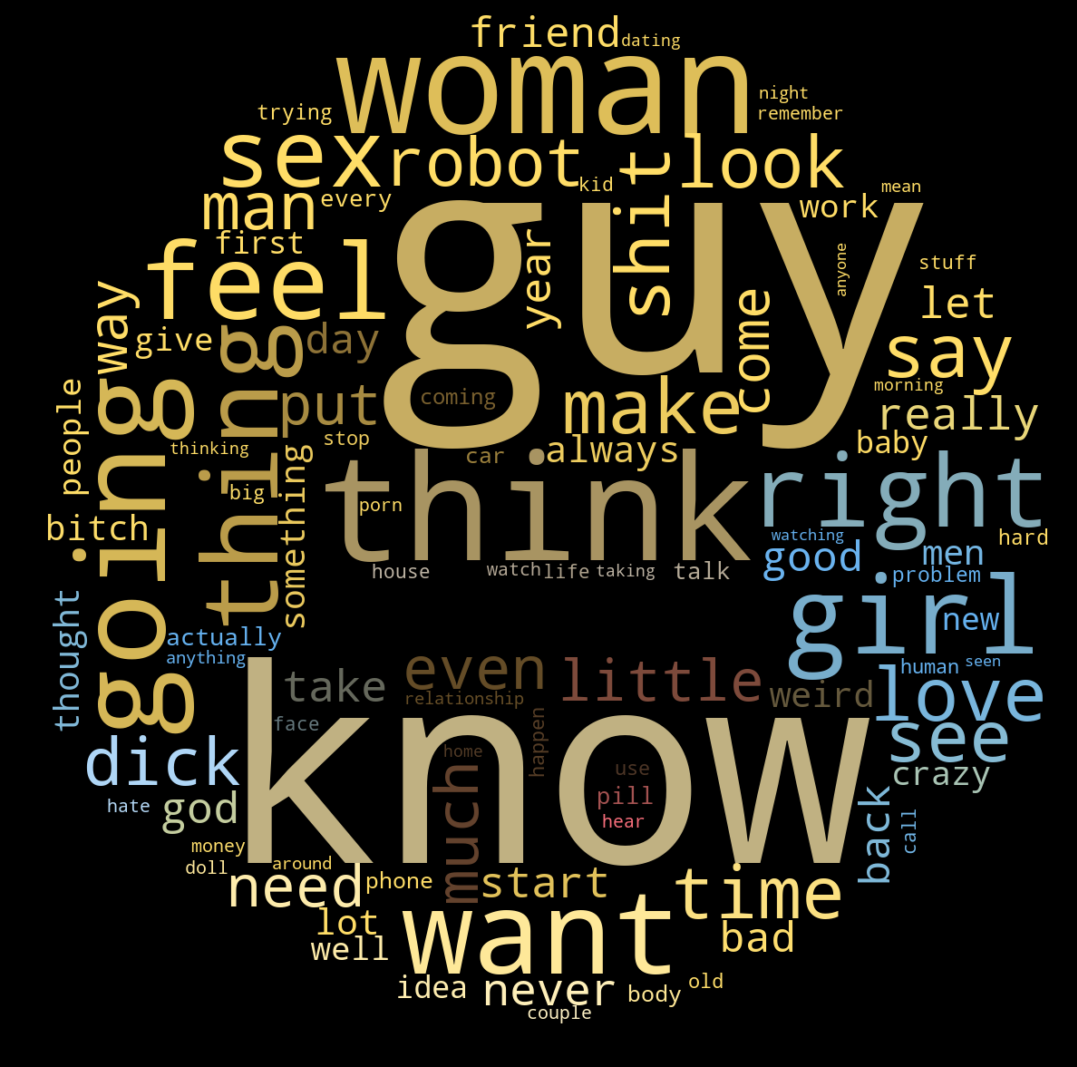 friend
dating
woman
night
trying
remember
sex
robot
shit
look
kid
mean
man
every
guy
work
first
feel
year
anyone
stuff
way
give
thing
day
come
let
say
people
going
put
coming
make
morning
really
stop
always
baby
thinking
car
something
think
right
big
porn
bitch
watching
hard
house
watch
life
taking
talk
good
men
problem
thought
girl
new
actually
anything
even
little
human
seen
take
relationship
weird
love
know
face
happen
see
dick
home
much
use
crazy
hate
god
pill
hear
back
call
money
doll
around
need
phone
start
time
lot
want
bad
well
idea
never
body
old
couple